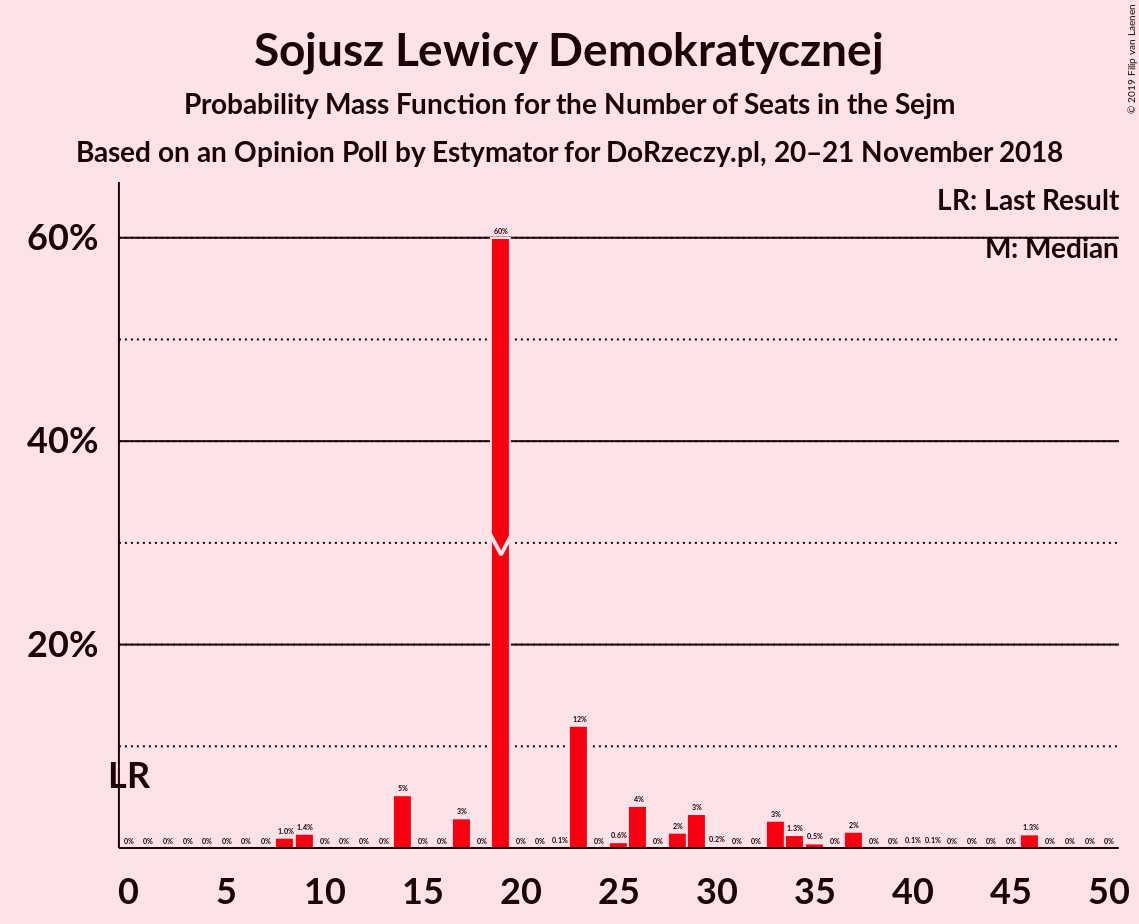 Sojusz Lewicy Demokratycznej
Probability Mass Function for the Number of Seats in the Sejm
Based on an Opinion Poll by Estymator for DoRzeczy.pl, 20–21 November 2018
© 2019 Filip van Laenen
LR: Last Result
M: Median
60%
40%
20%
LR
0% 0% 0% 0% 0% 0% 0% 0% 1.0% 1.4% 0% 0% 0% 0% 5% 0% 0% 3% 0% 60% 0% 0% 0.1% 12% 0% 0.6% 4% 0% 2% 3% 0.2% 0% 0% 3% 1.3% 0.5% 0% 2% 0% 0% 0.1% 0.1% 0% 0% 0% 0% 1.3% 0% 0% 0% 0%
0 5 10 15 20 25 30 35 40 45 50